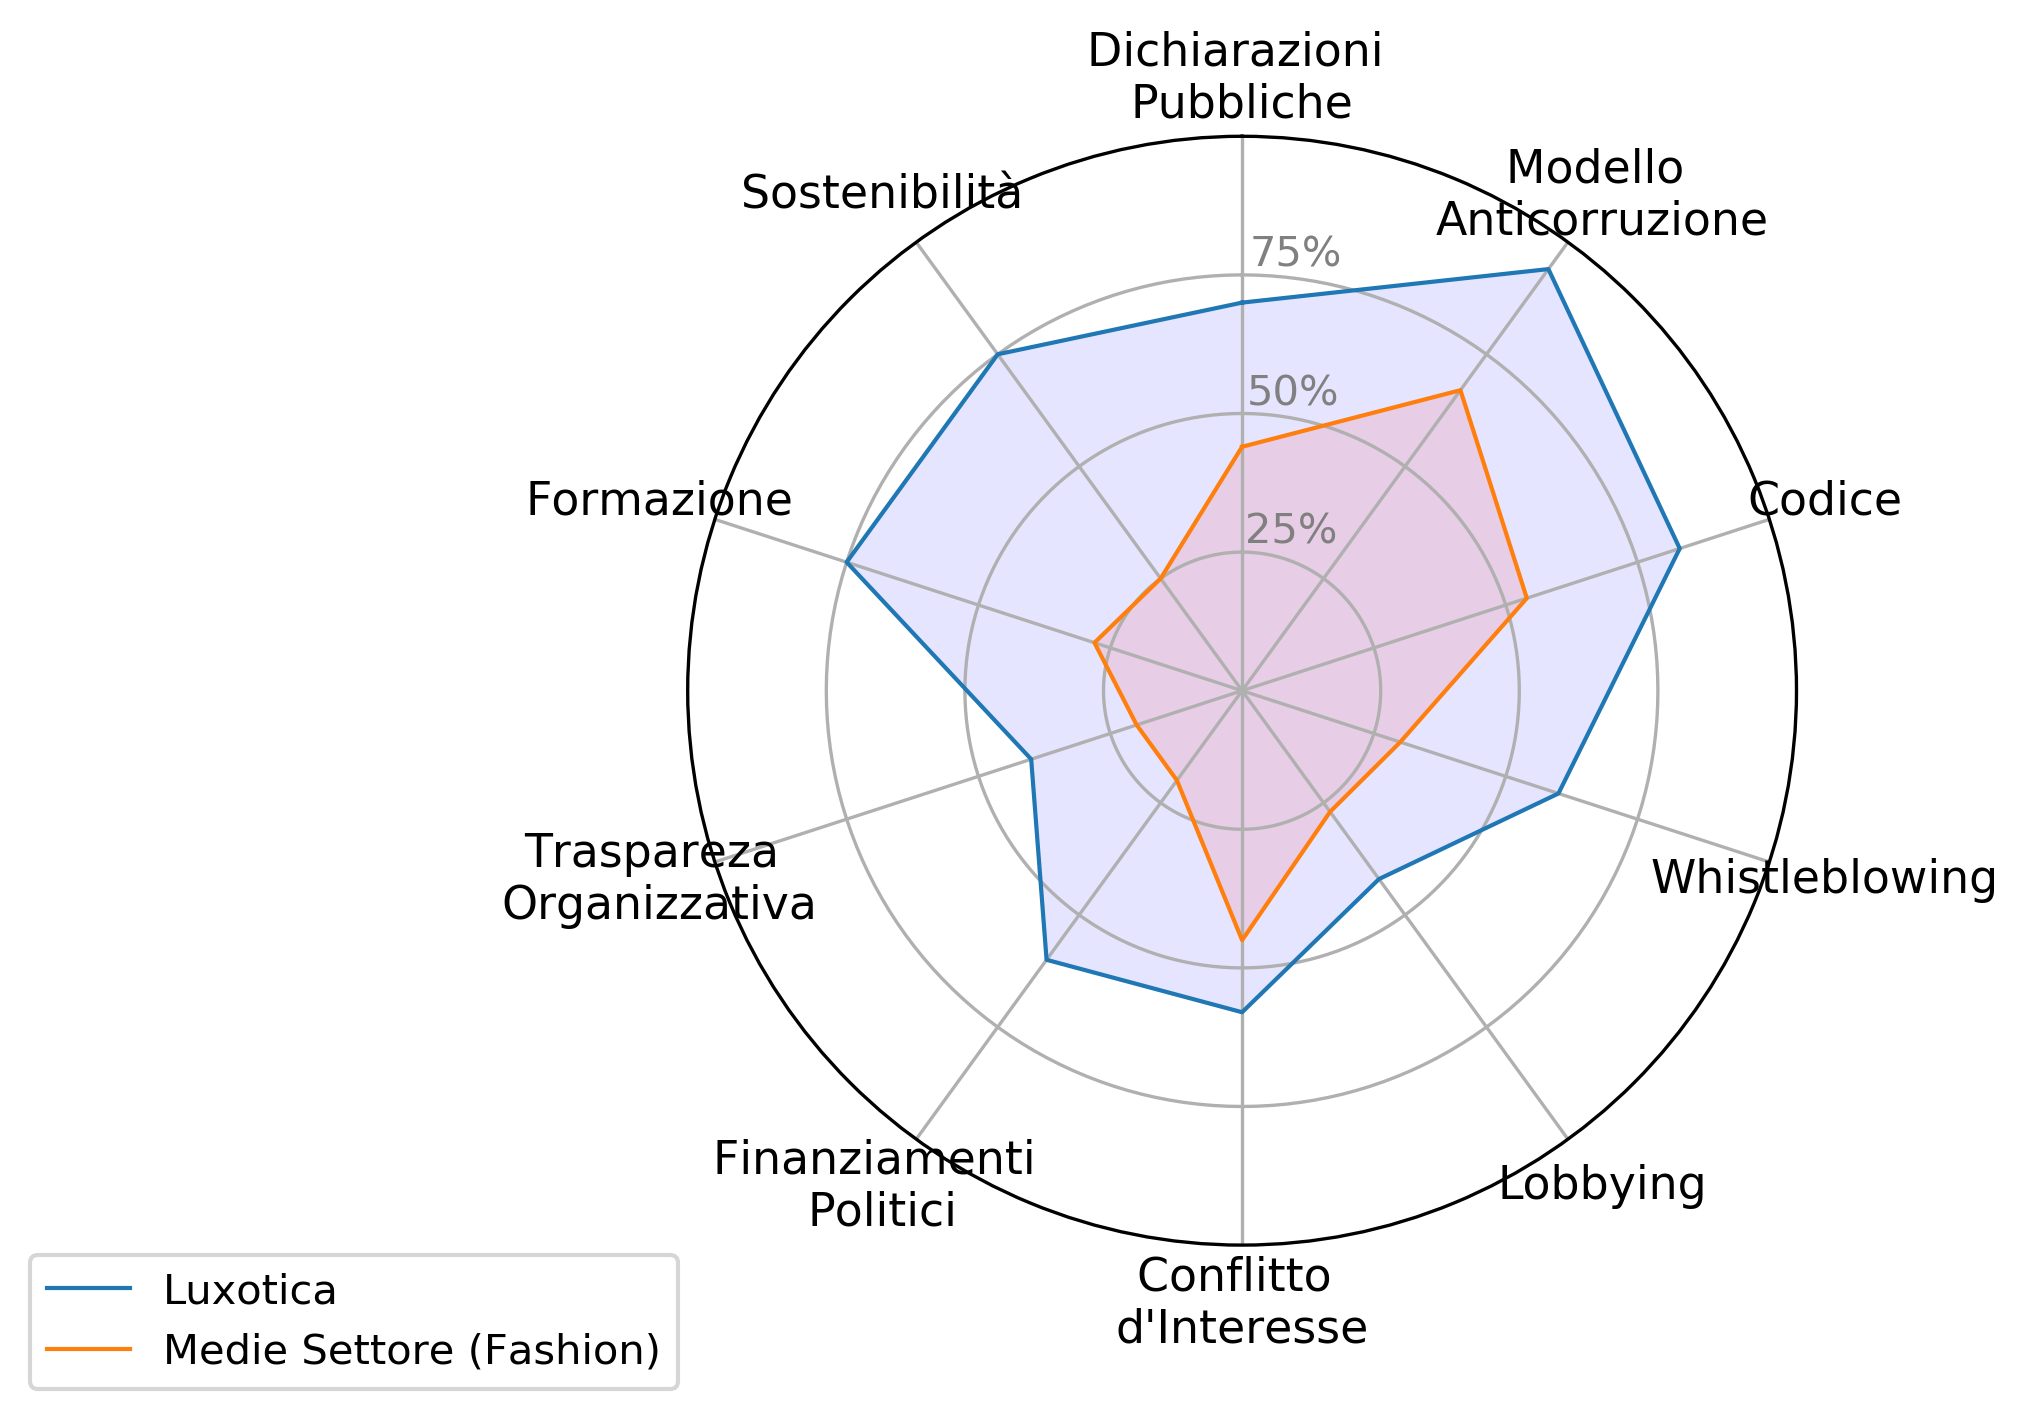 Dichiarazioni
Pubbliche
Modello
Anticorruzione
Sostenibilità
75%
50%
Formazione
Codice
25%
Traspareza
Organizzativa
Whistleblowing
Finanziamenti
Politici
Lobbying
Conflitto
d'Interesse
Luxotica
Medie Settore (Fashion)